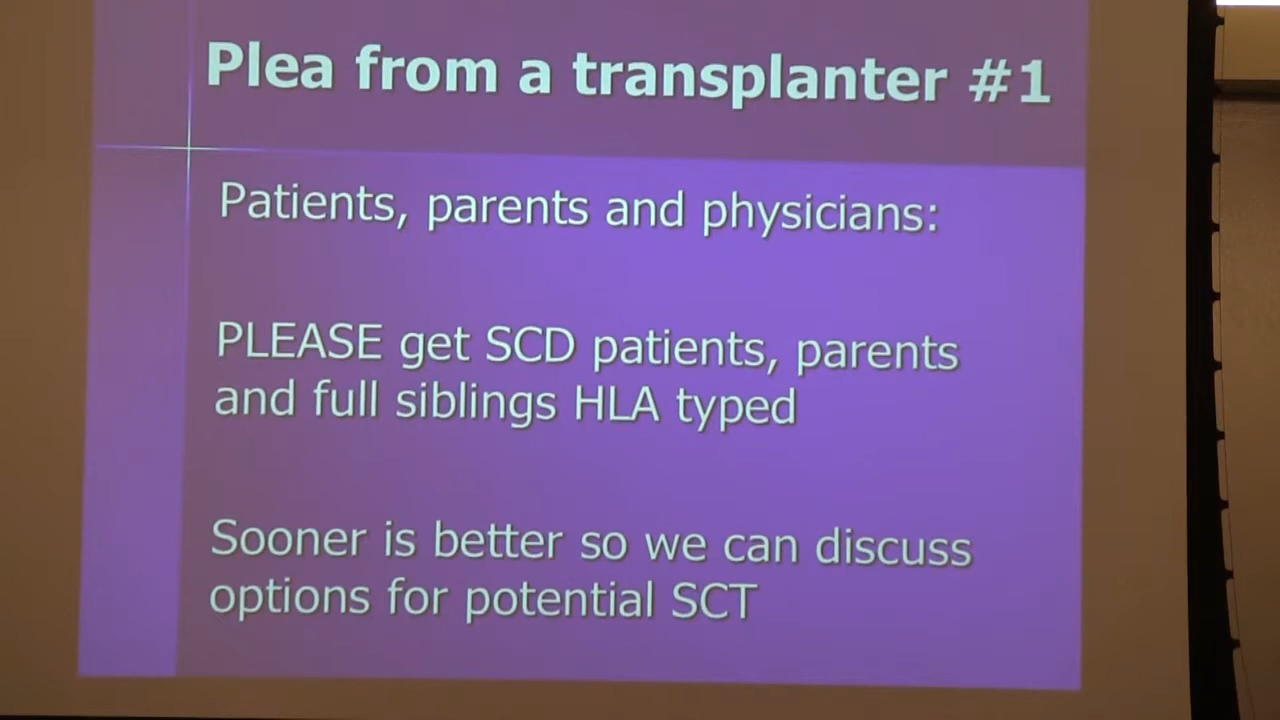 Plea from a transplanter #1
Patients, parents and physicians:
PLEASE get SCD patients, parents
and full siblings HLA typed
Sooner is better so we can discuss
options for potential SCT